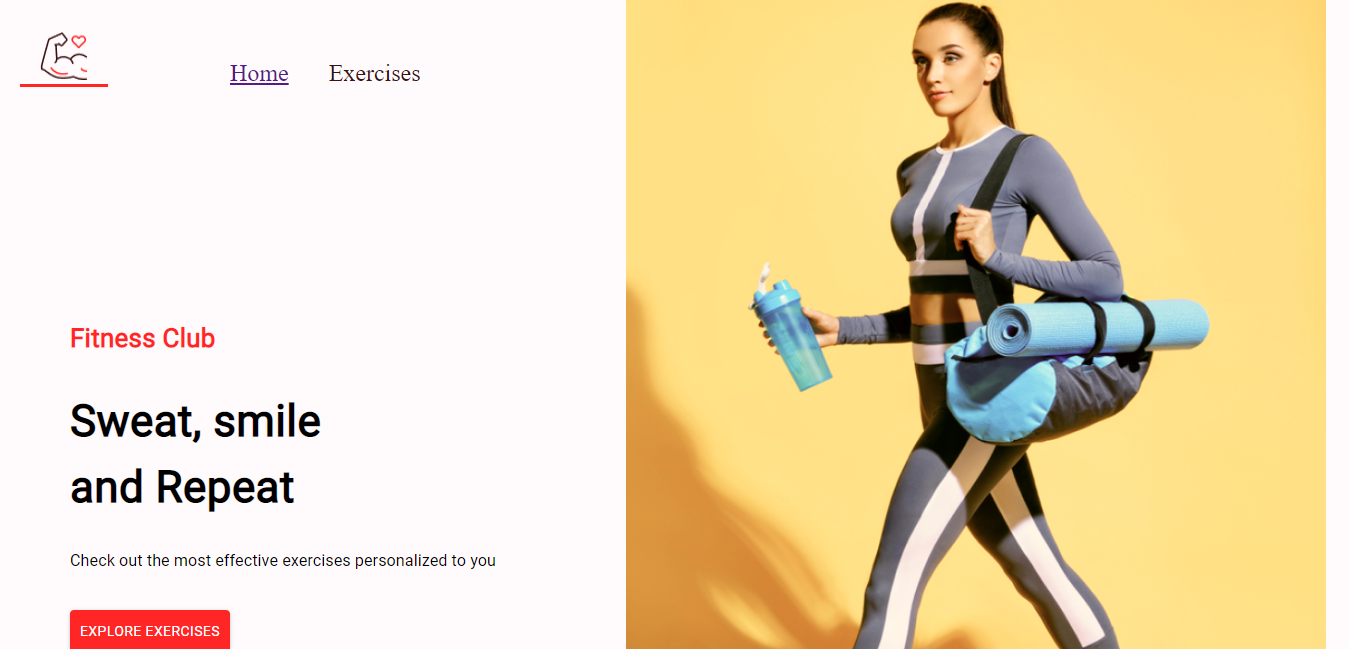 Home
Exercises
Fitness Club
Sweat, smile
and Repeat
Check out the most effective exercises personalized to you
EXPLORE EXERCISES